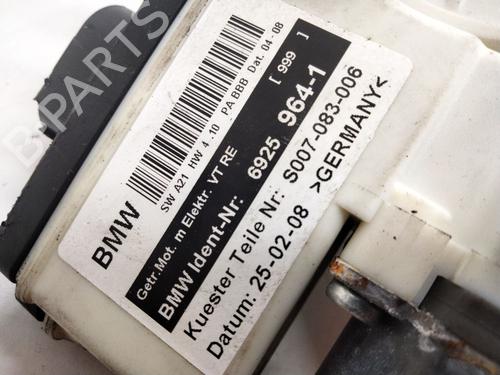 BMW
SW A21 HW 4.10 PA BBB Dat. 04-08
Getr.Mot. m Elektr. VT RE [ 999 ]
BMW Ident-Nr: 6925 964-1
Kuester Teile Nr: S007-083-006
Datum: 25-02-08 >GERMANY<
B-PARTS